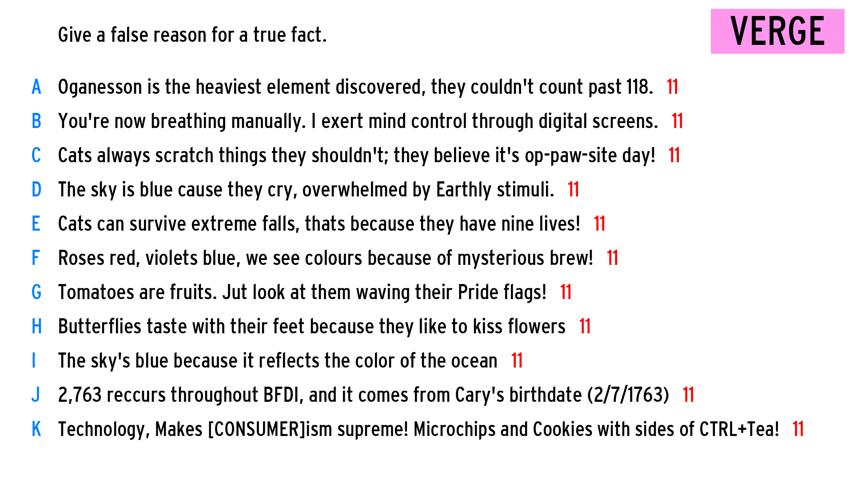 Give a false reason for a true fact.
VERGE
A Oganesson is the heaviest element discovered, they couldn't count past 118. 11
B You're now breathing manually. I exert mind control through digital screens. 11
C Cats always scratch things they shouldn't; they believe it's op-paw-site day! 11
D The sky is blue cause they cry, overwhelmed by Earthly stimuli. 11
E Cats can survive extreme falls, thats because they have nine lives! 11
F Roses red, violets blue, we see colours because of mysterious brew! 11
G Tomatoes are fruits. Jut look at them waving their Pride flags! 11
H Butterflies taste with their feet because they like to kiss flowers 11
I The sky's blue because it reflects the color of the ocean 11
J 2,763 reccurs throughout BFDI, and it comes from Cary's birthdate (2/7/1763) 11
K Technology, Makes [CONSUMER]ism supreme! Microchips and Cookies with sides of CTRL+Tea! 11